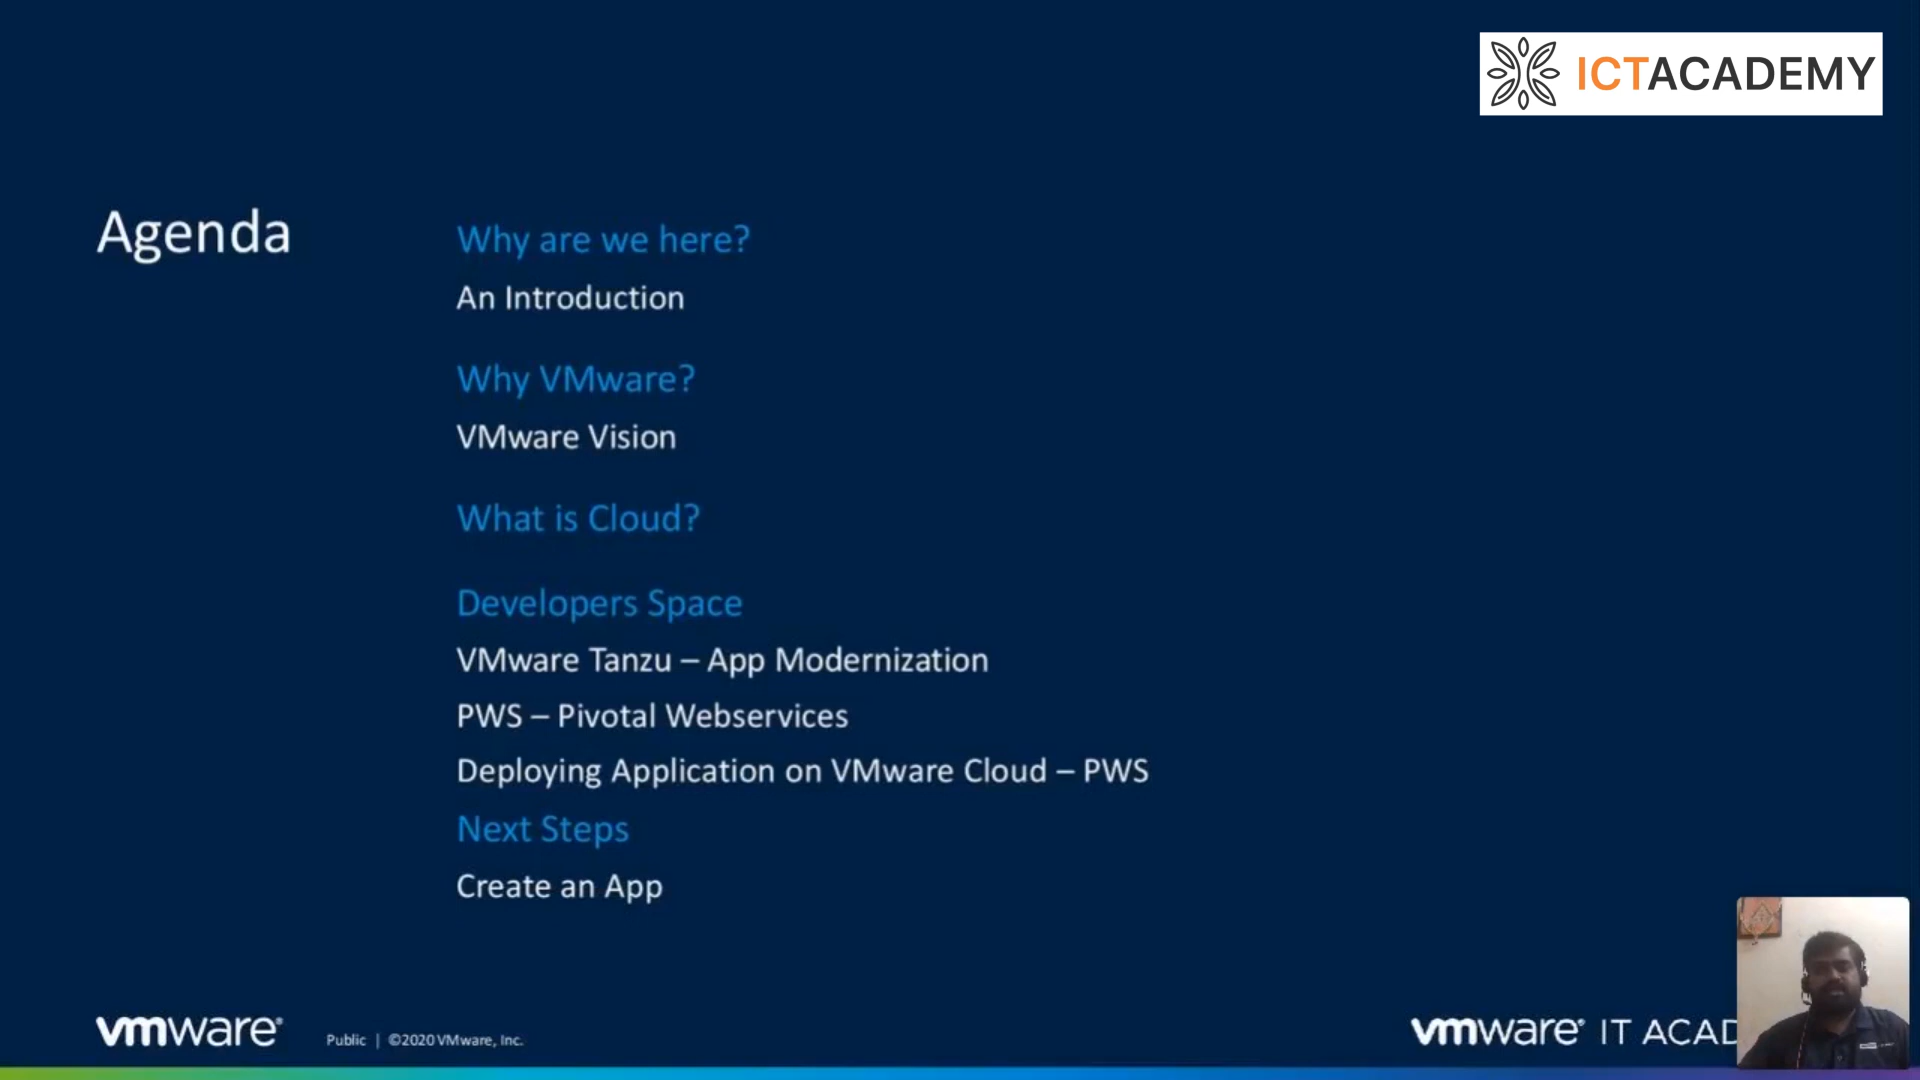 ICTACADEMY
Agenda
Why are we here?
An Introduction
Why VMware?
VMware Vision
What is Cloud?
Developers Space
VMware Tanzu – App Modernization
PWS – Pivotal Webservices
Deploying Application on VMware Cloud – PWS
Next Steps
Create an App
vmware®
Public | ©2020 VMware, Inc.
vmware® IT ACAD